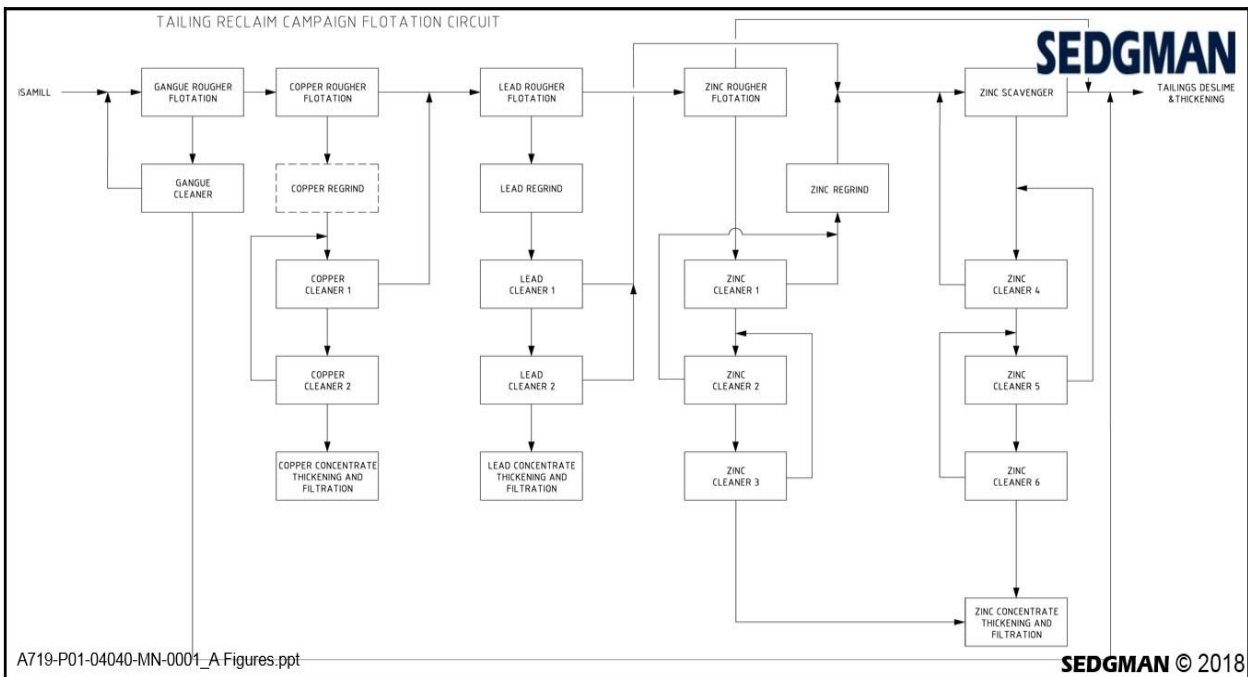 TAILING RECLAIM CAMPAIGN FLOTATION CIRCUIT
SEDGMAN
ISAMILL
GANGUE ROUGHER
FLOTATION
COPPER ROUGHER
FLOTATION
LEAD ROUGHER
FLOTATION
ZINC ROUGHER
FLOTATION
ZINC SCAVENGER
TAILINGS DESLIME
&THICKENING
GANGUE
CLEANER
COPPER REGRIND
LEAD REGRIND
ZINC REGRIND
COPPER
CLEANER 1
LEAD
CLEANER 1
ZINC
CLEANER 1
ZINC
CLEANER 4
COPPER
CLEANER 2
LEAD
CLEANER 2
ZINC
CLEANER 2
ZINC
CLEANER 5
COPPER CONCENTRATE
THICKENING AND
FILTRATION
LEAD CONCENTRATE
THICKENING AND
FILTRATION
ZINC
CLEANER 3
ZINC
CLEANER 6
ZINC CONCENTRATE
THICKENING AND
FILTRATION
A719-P01-04040-MN-0001_A Figures.ppt
SEDGMAN © 2018